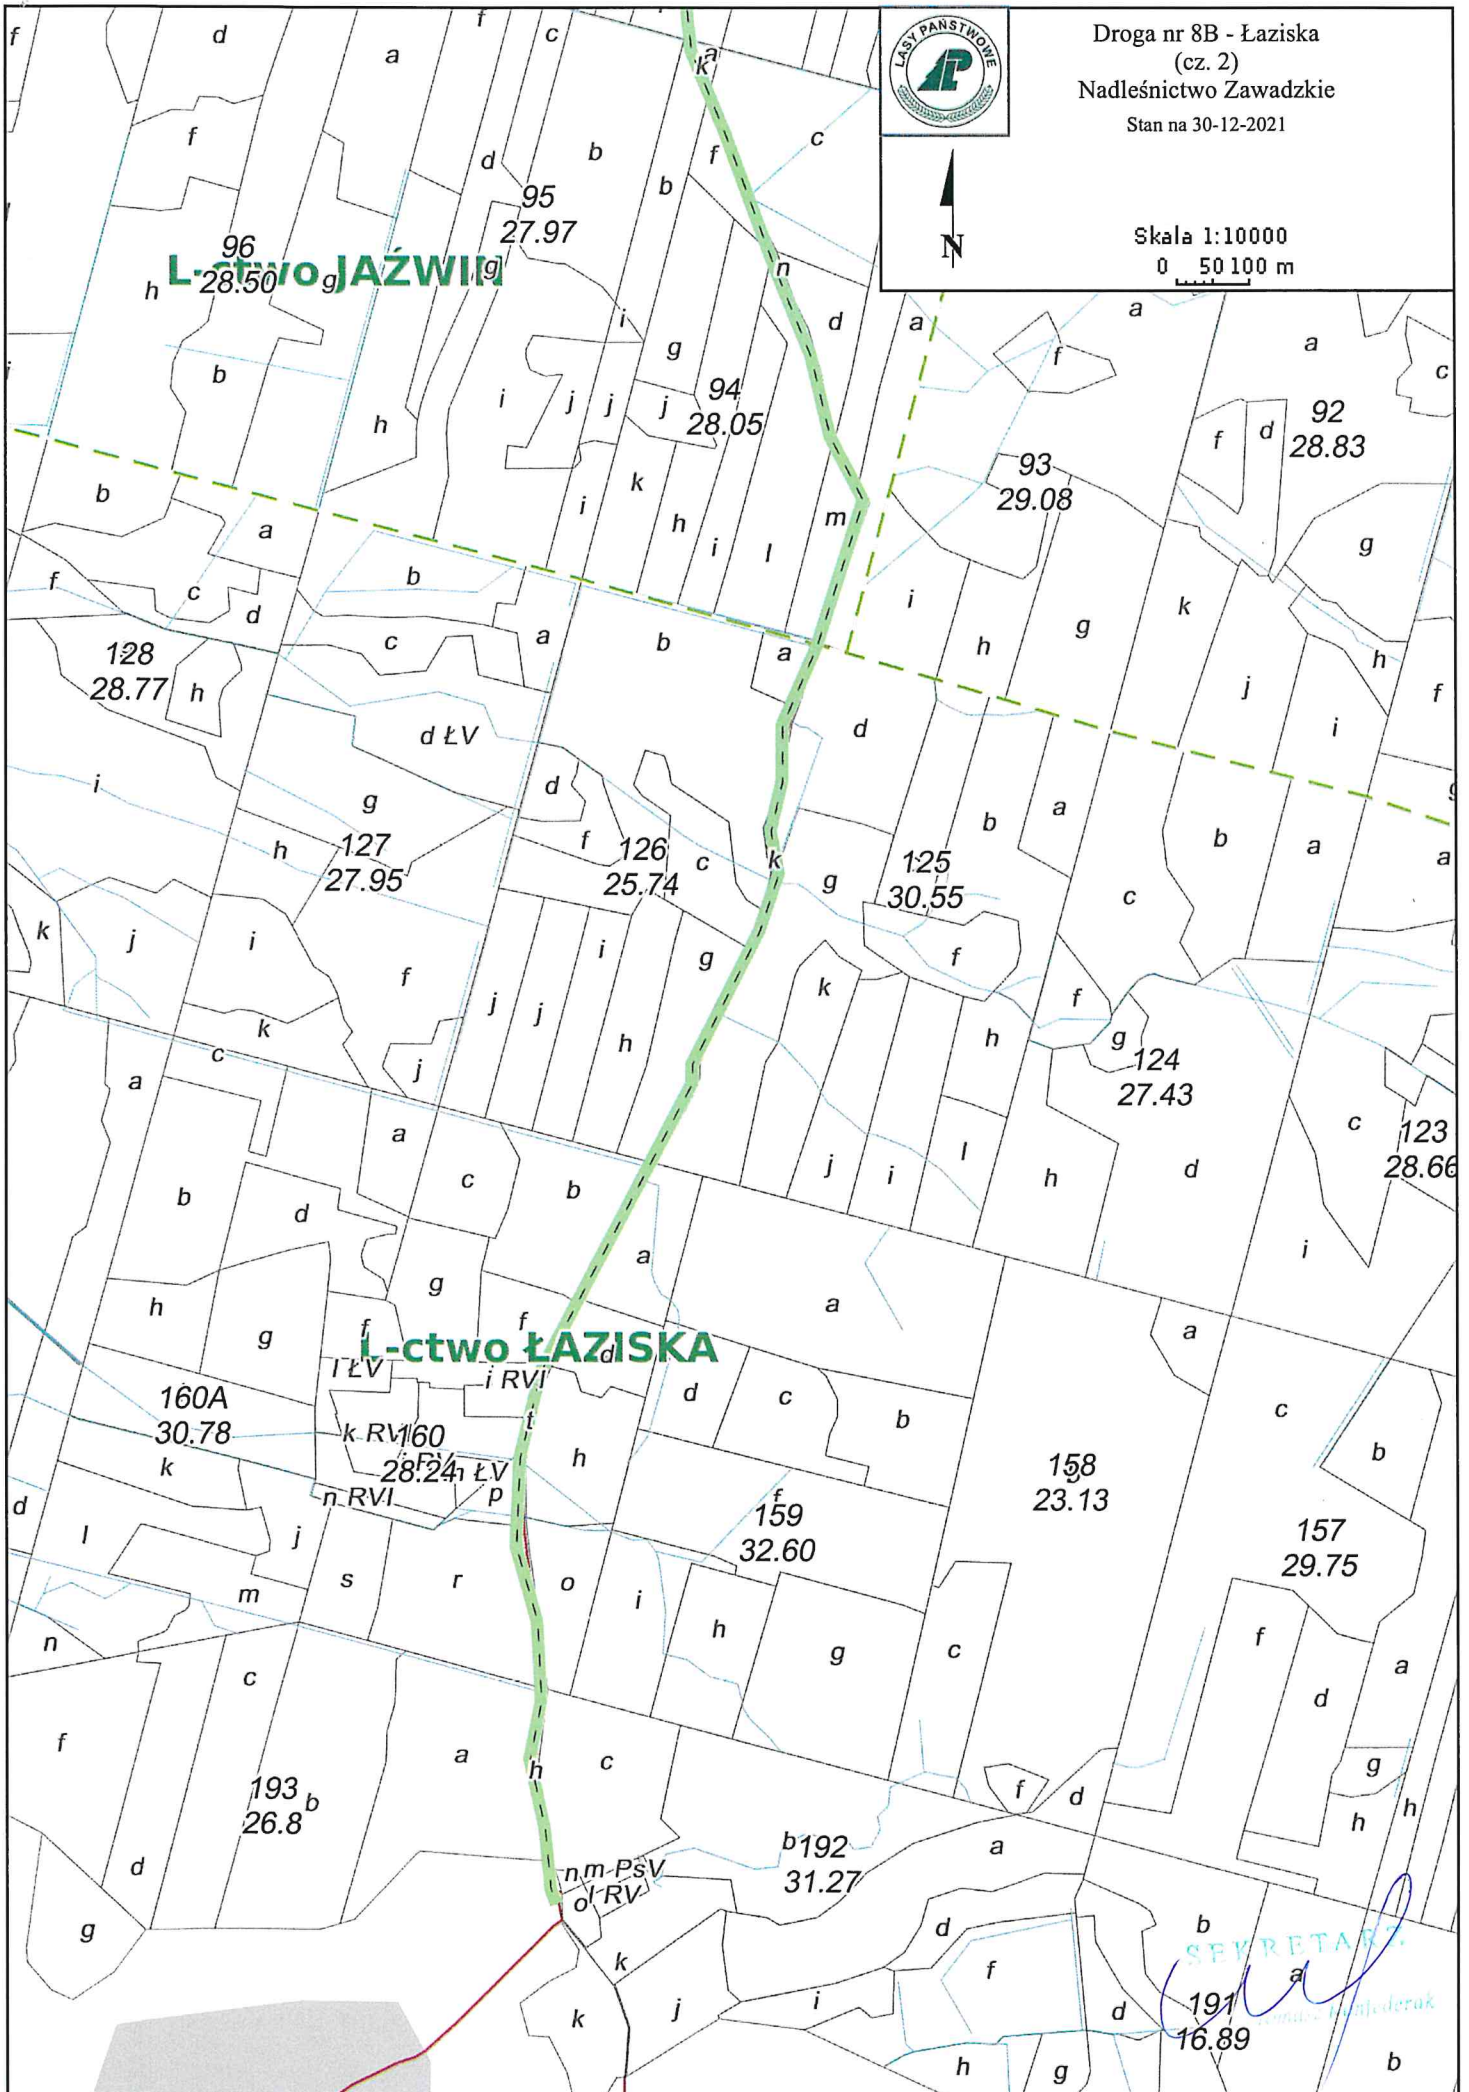 LASY PAŃSTWOWE
Droga nr 8B - Łaziska
(cz. 2)
Nadleśnictwo Zawadzkie
Stan na 30-12-2021
N
Skala 1:10000
0 50 100 m
f d a f c a k
f d b b f c
95
27.97
L-ctwo JAŹWIN
96
28.50
h g g n
i d a f a a c
b i j j g j
94
28.05
92
28.83
f d
h
93
29.08
b a i k h i l m g
f c d b c a b a i h g k h
128
28.77
h
d ŁV
d j i f
i g d b a b a g
h
127
27.95
f
126
25.74
c k g
125
30.55
c a
k j i f i g k f f
k j j h h g
124
27.43
c a j
a c b j i l h d c
123
28.66
b d a i
h g g f f a a
L-ctwo ŁAZISKA
d
l ŁV
i RVI
160A
30.78
t d c b c
k RV
160
28.24
n ŁV
h b
k n RVI p
158
23.13
d l j
f
159
32.60
157
29.75
m s r o i h g c f a
n c d
f a h c g
193
26.8
b
f d h h
b
192
31.27
a
d n m PsV
o l RV
g k d b
SEKRETARZ
f a
k j i d
191
16.89
h g b